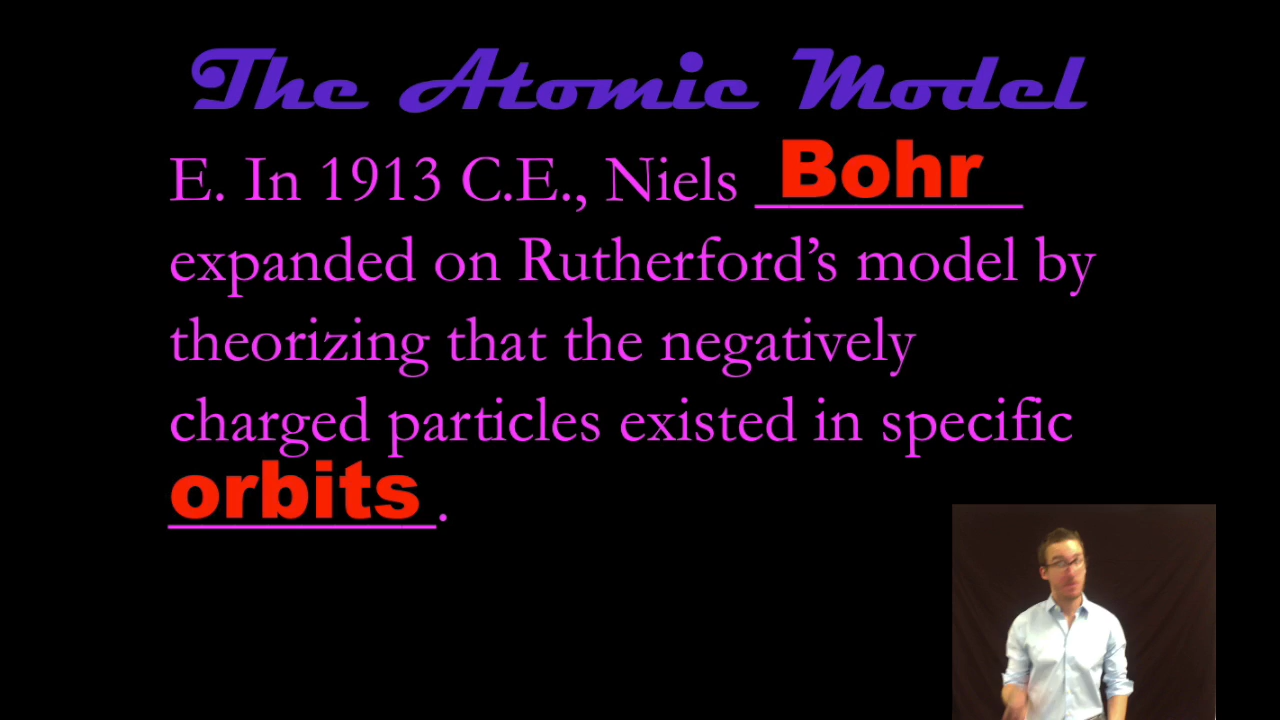 The Atomic Model
E. In 1913 C.E., Niels Bohr
expanded on Rutherford’s model by
theorizing that the negatively
charged particles existed in specific
orbits.